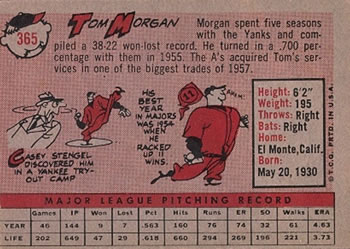 365
TOM MORGAN
Morgan spent five seasons
with the Yanks and com-
piled a 38-22 won-lost record. He turned in a .700 per-
centage with them in 1955. The A's acquired Tom's
services in one of the biggest trades of 1957.
HIS
BEST YEAR
IN MAJORS
WAS 1954
WHEN HE
RACKED
UP 11 WINS.
11
AHEM!
CASEY STENGEL
DISCOVERED HIM
IN A YANKEE TRY-
OUT CAMP
Height: 6'2"
Weight: 195
Throws: Right
Bats: Right
Home:
El Monte, Calif.
Born:
May 20, 1930
© T.C.G. PRTD. IN U.S.A.
MAJOR LEAGUE PITCHING RECORD
Games IP Won Lost Pct Hits Runs ER SO Walks ERA
YEAR 46 144 9 7 .563 160 74 32 61 4.63
LIFE 202 649 47 29 312 269 221 3.73